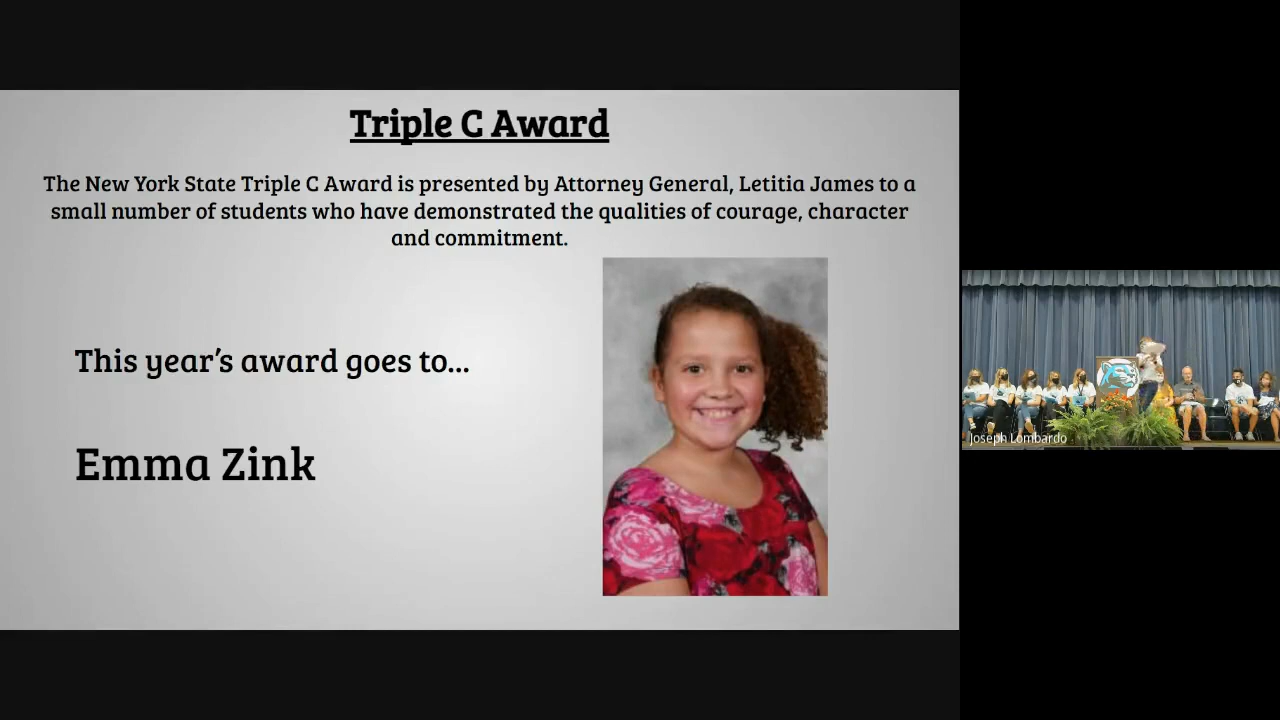 Triple C Award
The New York State Triple C Award is presented by Attorney General, Letitia James to a
small number of students who have demonstrated the qualities of courage, character
and commitment.
This year's award goes to...
Emma Zink
Joseph Lombardo